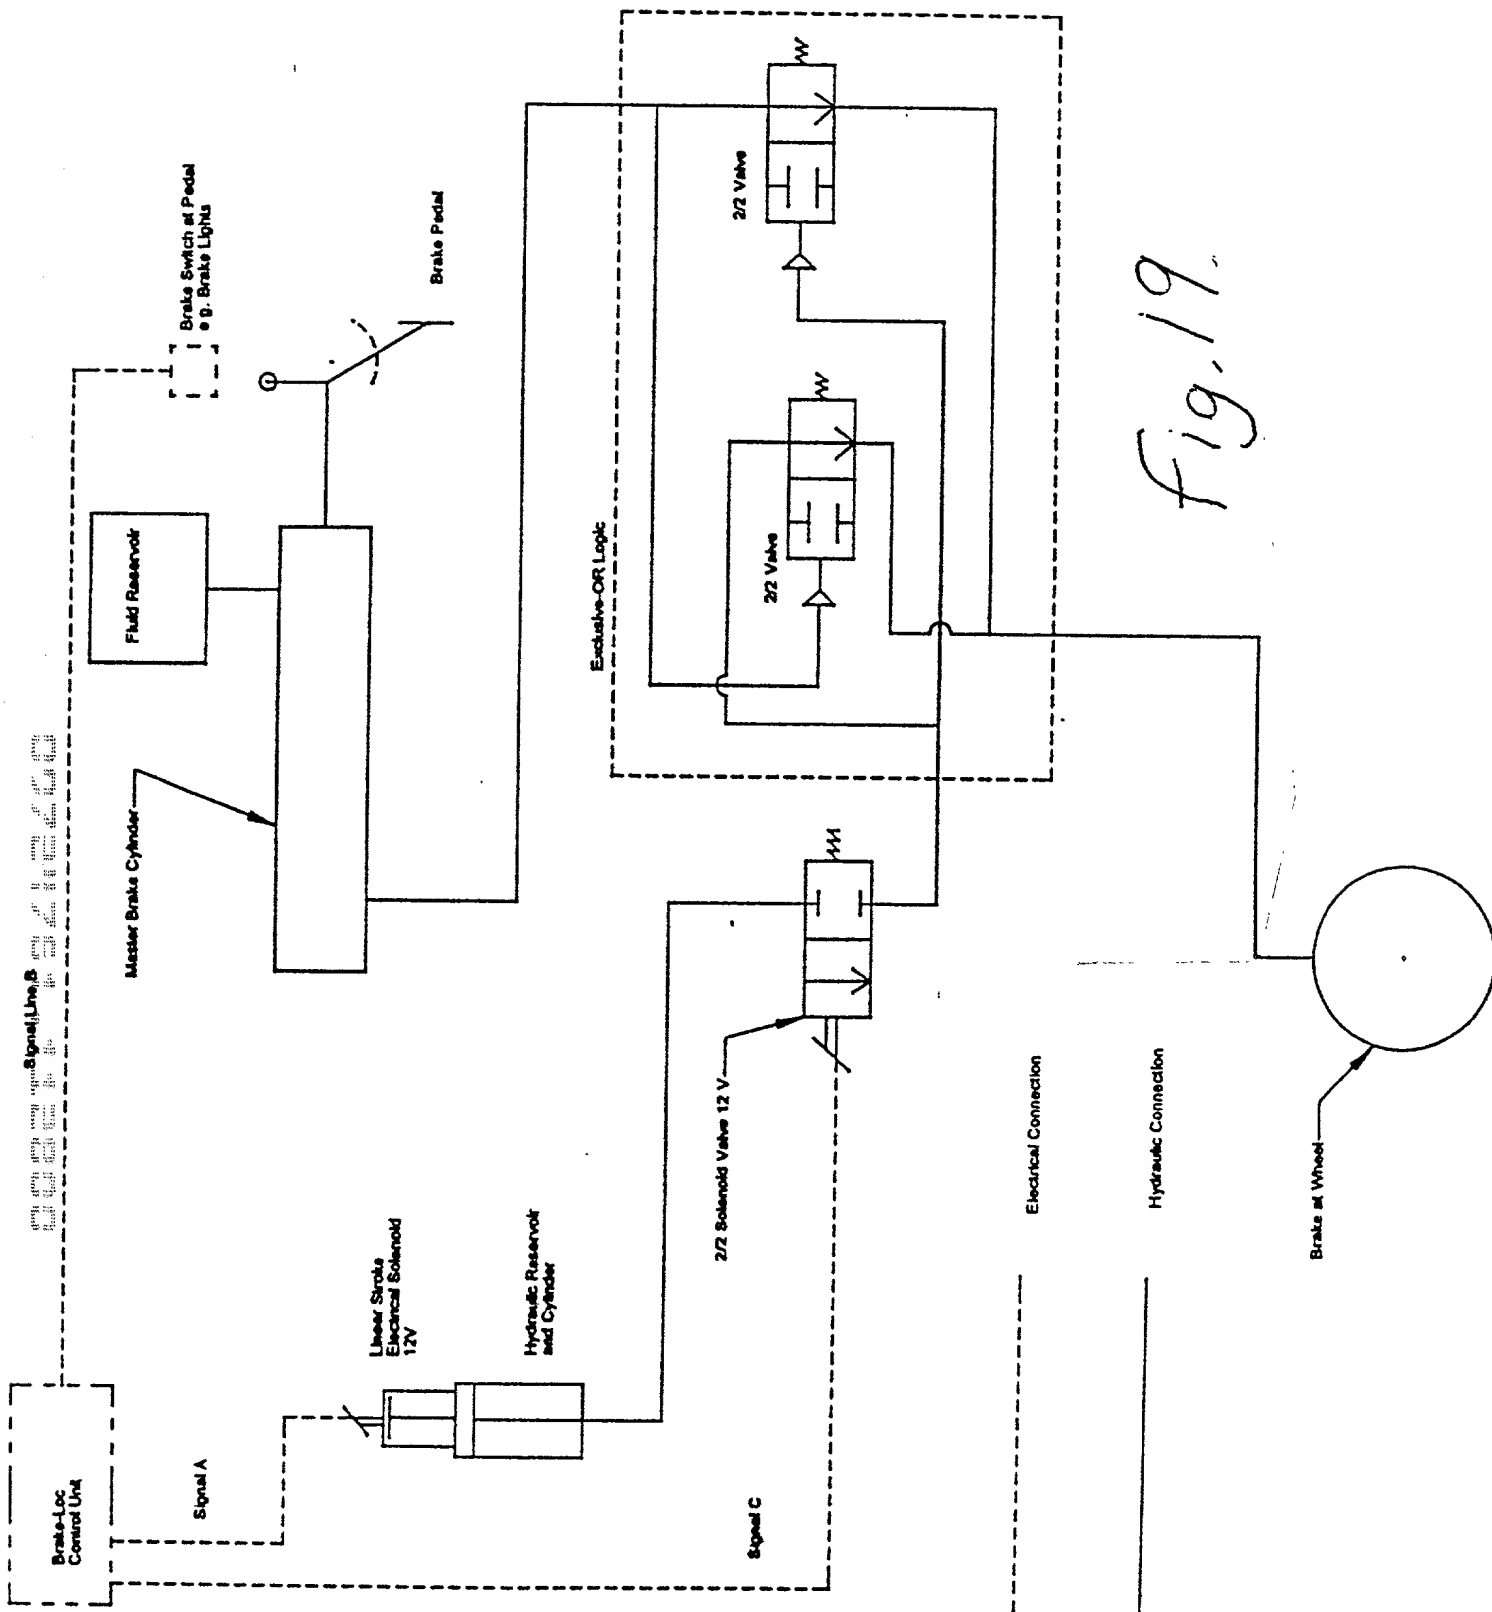 Signal Line B
Brake Switch at Pedal
e g. Brake Lights
Brake Pedal
Fluid Reservoir
Master Brake Cylinder
Exclusive-OR Logic
2/2 Valve
2/2 Valve
Brake-Loc
Control Unit
Signal A
Linear Stroke
Electrical Solenoid
12V
Hydraulic Reservoir
and Cylinder
2/2 Solenoid Valve 12 V
Signal C
Electrical Connection
Hydraulic Connection
Brake at Wheel
Fig, 19.